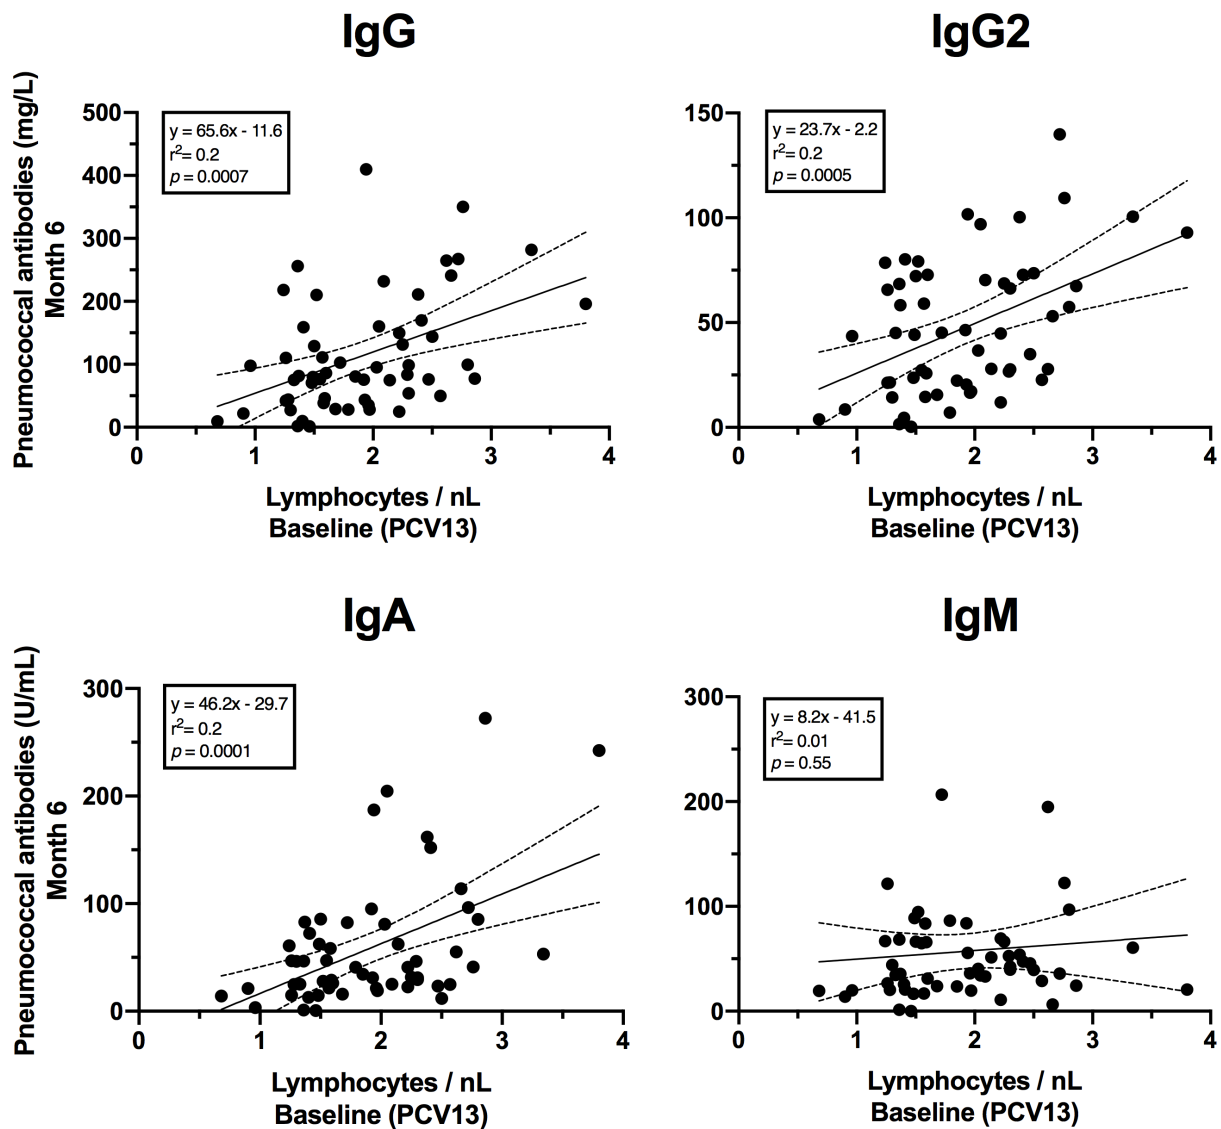 IgG
Pneumococcal antibodies (mg/L)
Month 6
500
400
300
200
100
0
y = 65.6x - 11.6
r²= 0.2
p = 0.0007
0 1 2 3 4
Lymphocytes / nL
Baseline (PCV13)
IgG2
150
100
50
0
y = 23.7x - 2.2
r²= 0.2
p = 0.0005
0 1 2 3 4
Lymphocytes / nL
Baseline (PCV13)
IgA
Pneumococcal antibodies (U/mL)
Month 6
300
200
100
0
y = 46.2x - 29.7
r²= 0.2
p = 0.0001
0 1 2 3 4
Lymphocytes / nL
Baseline (PCV13)
IgM
300
200
100
0
y = 8.2x - 41.5
r²= 0.01
p = 0.55
0 1 2 3 4
Lymphocytes / nL
Baseline (PCV13)